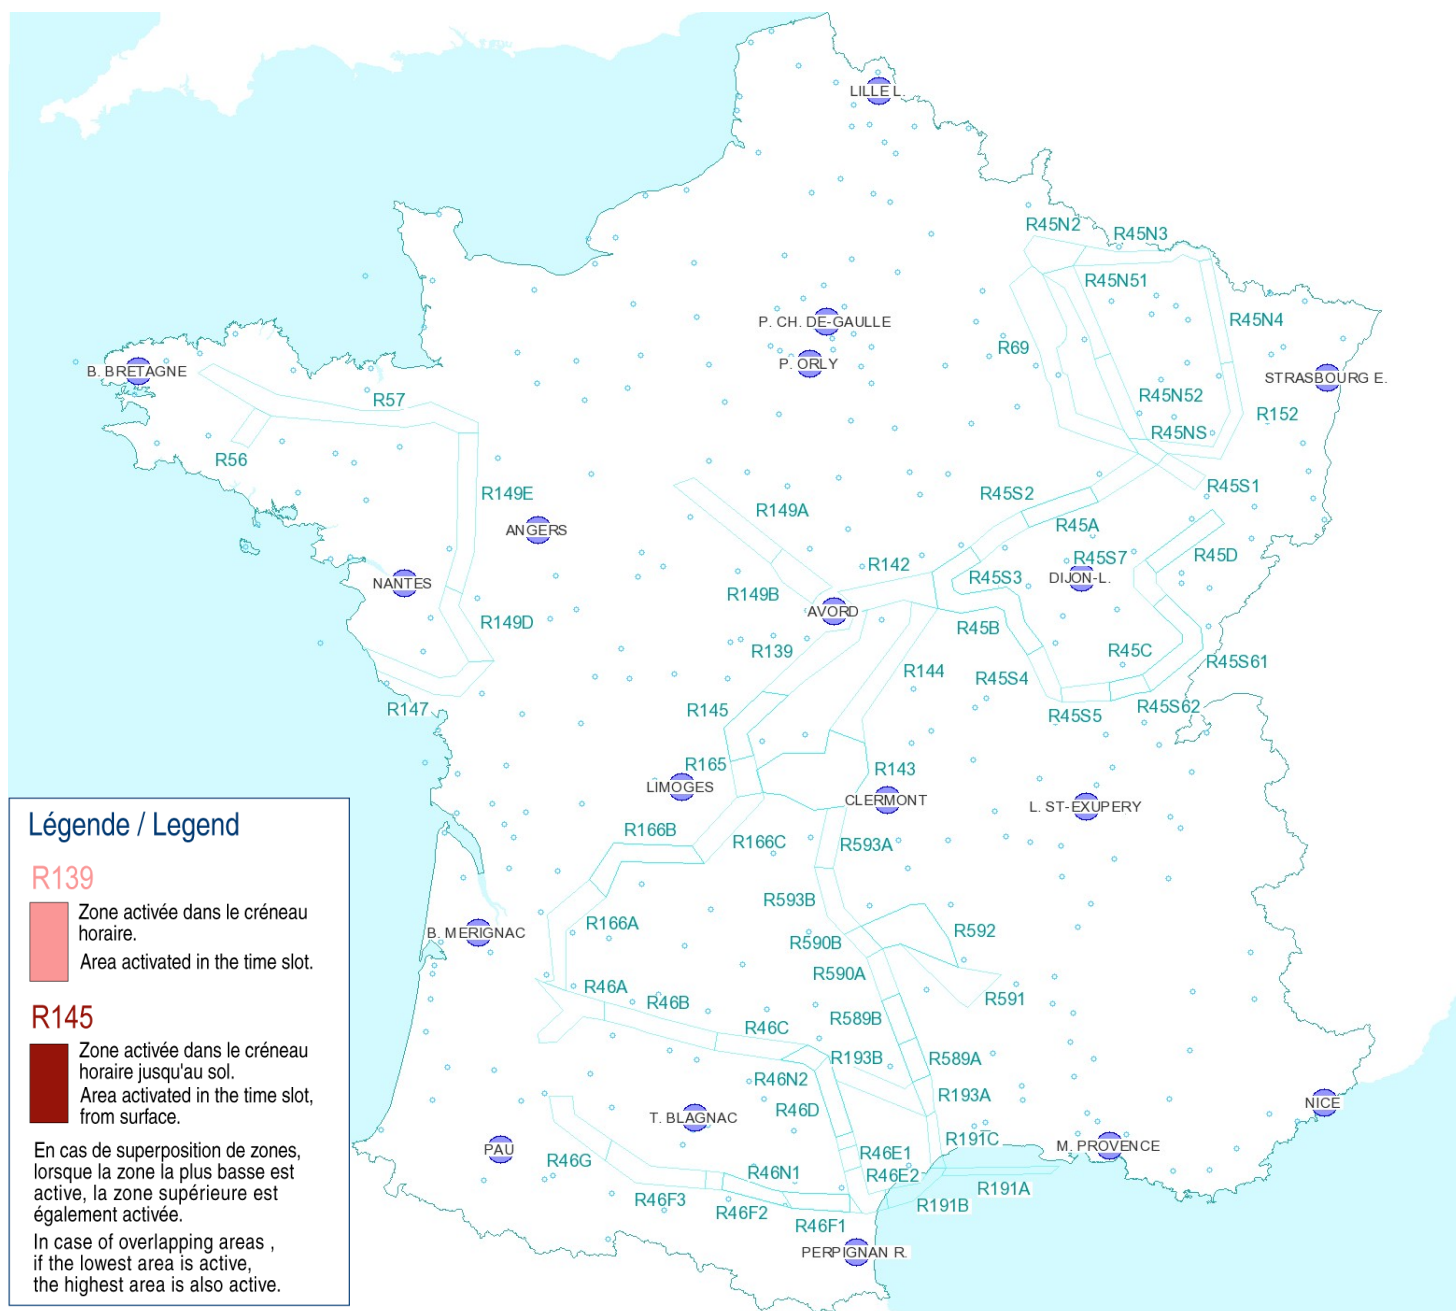 LILLE L.
R45N2
R45N3
R45N51
P. CH. DE-GAULLE
R45N4
R69
P. ORLY
B. BRETAGNE
STRASBOURG E.
R57
R45N52
R152
R45NS
R56
R149E
R45S2
R45S1
R149A
ANGERS
R45A
R45D
R142
R45S7
NANTES
R45S3
DIJON-L.
R149B
AVORD
R149D
R45B
R139
R45C
R45S61
R144
R45S4
R147
R145
R45S5
R45S62
R165
R143
LIMOGES
CLERMONT
L. ST-EXUPERY
R166B
R166C
R593A
R593B
R166A
B. MERIGNAC
R590B
R592
R590A
R46A
R46B
R591
R46C
R589B
R193B
R589A
R46N2
R193A
R46D
T. BLAGNAC
NICE
PAU
R191C
M. PROVENCE
R46G
R46E1
R46N1
R46E2
R191A
R46F3
R46F2
R191B
R46F1
PERPIGNAN R.
Légende / Legend
R139
Zone activée dans le créneau
horaire.
Area activated in the time slot.
R145
Zone activée dans le créneau
horaire jusqu'au sol.
Area activated in the time slot,
from surface.
En cas de superposition de zones,
lorsque la zone la plus basse est
active, la zone supérieure est
également activée.
In case of overlapping areas ,
if the lowest area is active,
the highest area is also active.